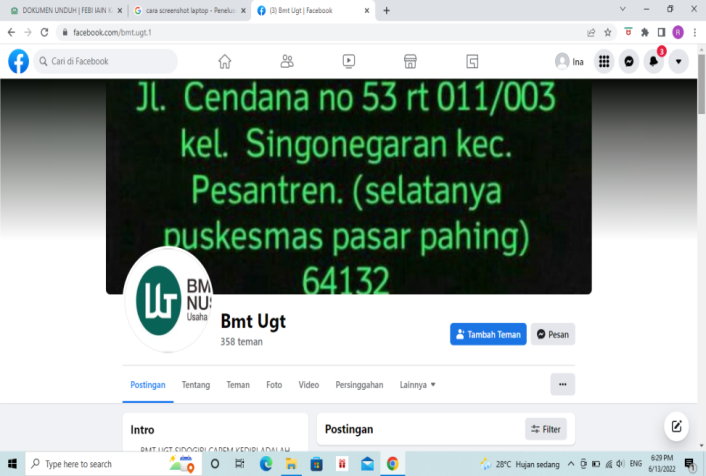 DOKUMEN UNDUH | FEBI IAIN K
cara screenshot laptop - Penelus
(3) Bmt Ugt | Facebook
facebook.com/bmt.ugt.1
R
Cari di Facebook
Ina
3
Jl. Cendana no 53 rt 011/003
kel. Singonegaran kec.
Pesantren. (selatanya
puskesmas pasar pahing)
64132
UGT
BM
NU
Usaha
Bmt Ugt
358 teman
Tambah Teman
Pesan
Postingan Tentang Teman Foto Video Persinggahan Lainnya
Intro
Postingan
Filter
BMT UGT SIDOGIRI CAPEM KEDIRI ADALAH
Type here to search
28°C Hujan sedang
ENG
6:29 PM
6/13/2022